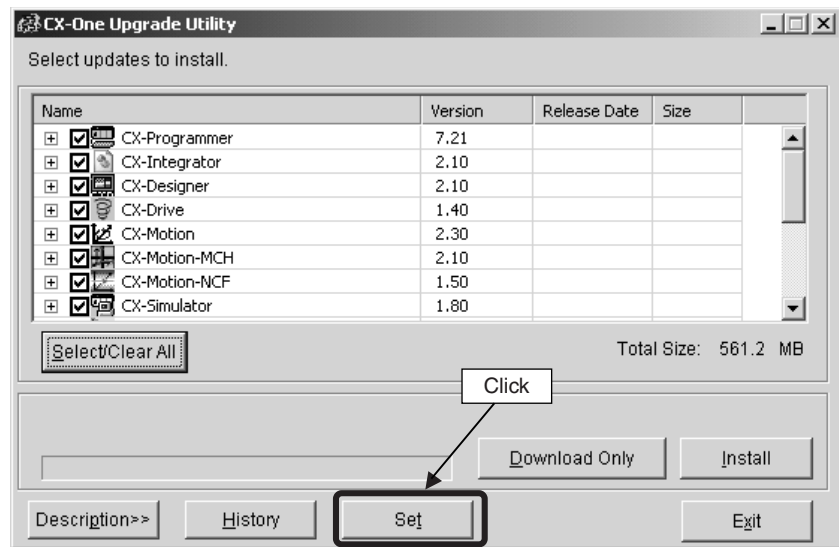 CX-One Upgrade Utility
Select updates to install.
Name Version Release Date Size
CX-Programmer 7.21
CX-Integrator 2.10
CX-Designer 2.10
CX-Drive 1.40
CX-Motion 2.30
CX-Motion-MCH 2.10
CX-Motion-NCF 1.50
CX-Simulator 1.80
Select/Clear All Total Size: 561.2 MB
Click
Download Only Install
Description>> History Set Exit